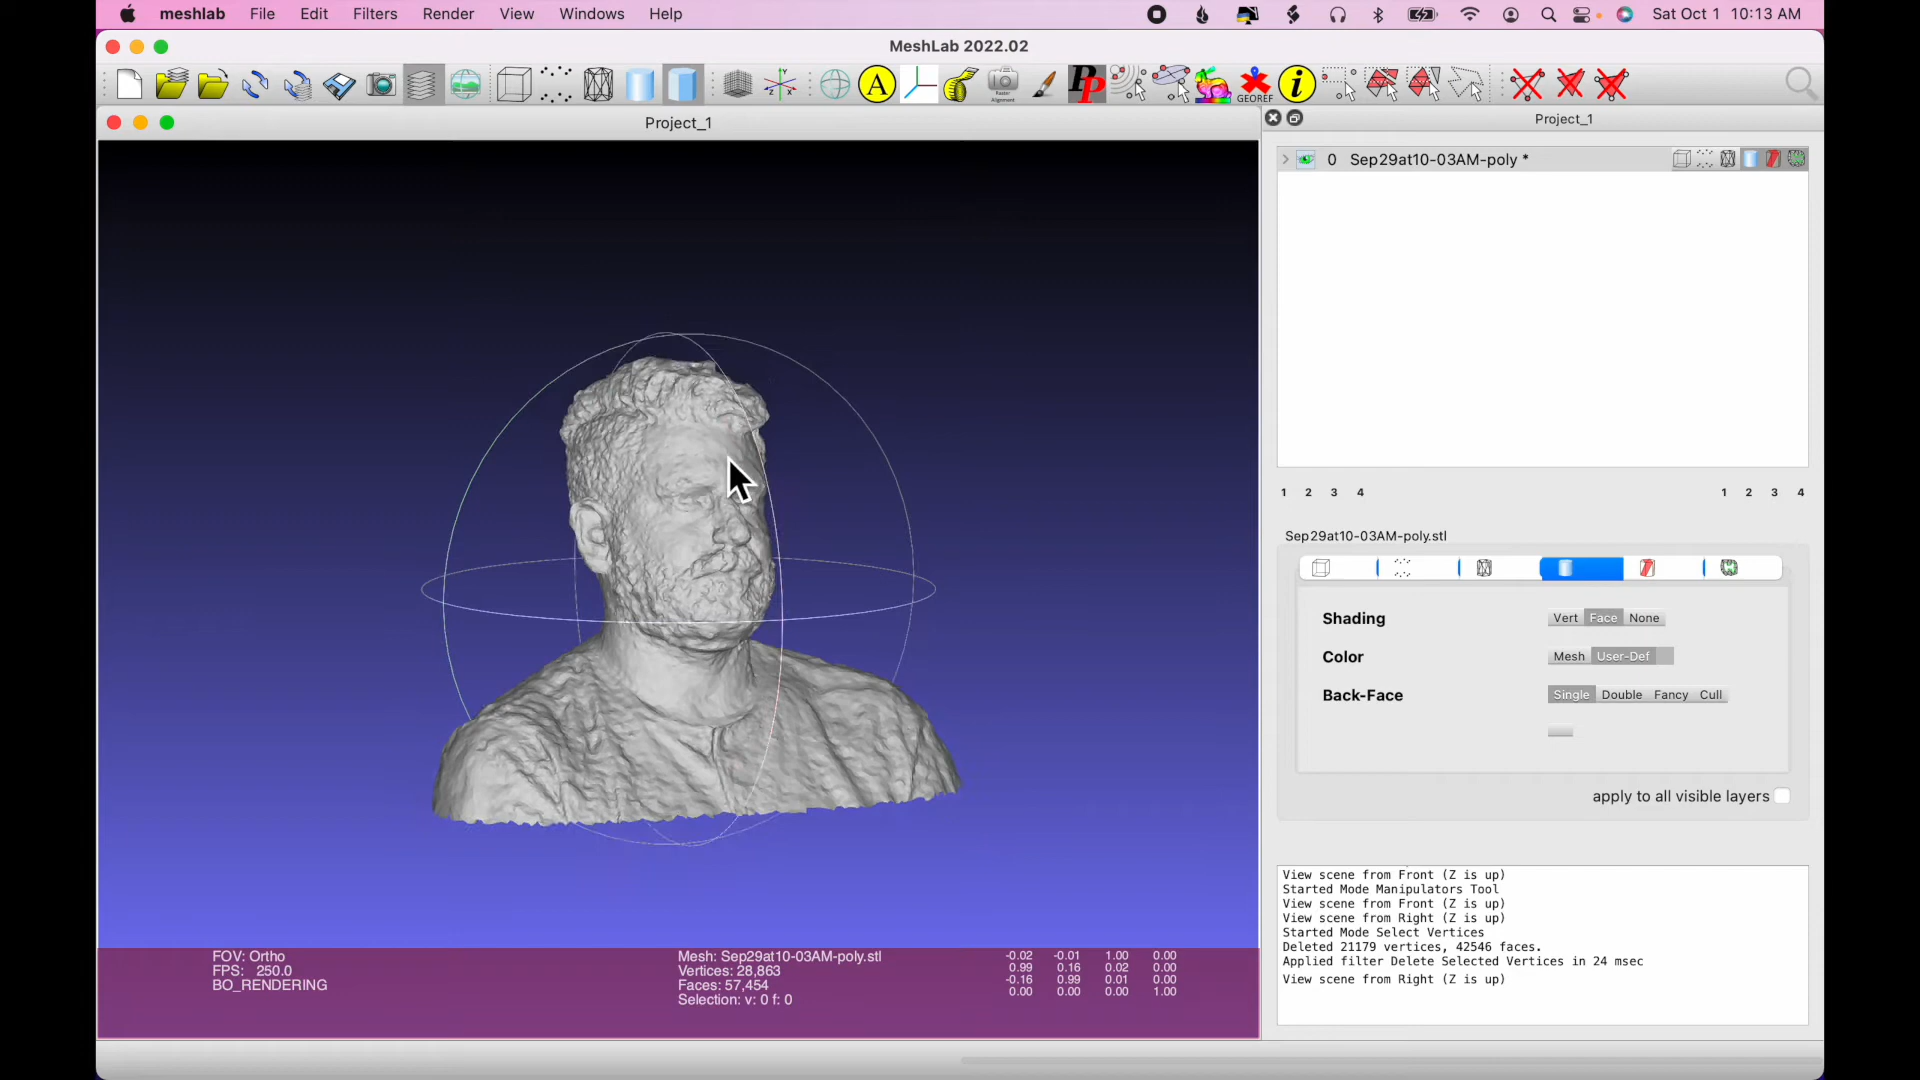 meshlab File Edit Filters Render View Windows Help Sat Oct 1 10:13 AM
MeshLab 2022.02
A PP GEOREF i
Project_1
Project_1
0 Sep29at10-03AM-poly *
1 2 3 4 1 2 3 4
Sep29at10-03AM-poly.stl
Shading Vert Face None
Color Mesh User-Def
Back-Face Single Double Fancy Cull
apply to all visible layers
View scene from Front (Z is up)
Started Mode Manipulators Tool
View scene from Front (Z is up)
View scene from Right (Z is up)
Started Mode Select Vertices
Deleted 21179 vertices, 42546 faces.
Applied filter Delete Selected Vertices in 24 msec
View scene from Right (Z is up)
FOV: Ortho
FPS: 250.0
BO_RENDERING
Mesh: Sep29at10-03AM-poly.stl
Vertices: 28,863
Faces: 57,454
Selection: v: 0 f: 0
-0.02 -0.01 1.00 0.00
0.99 0.16 0.02 0.00
-0.16 0.99 0.01 0.00
0.00 0.00 0.00 1.00